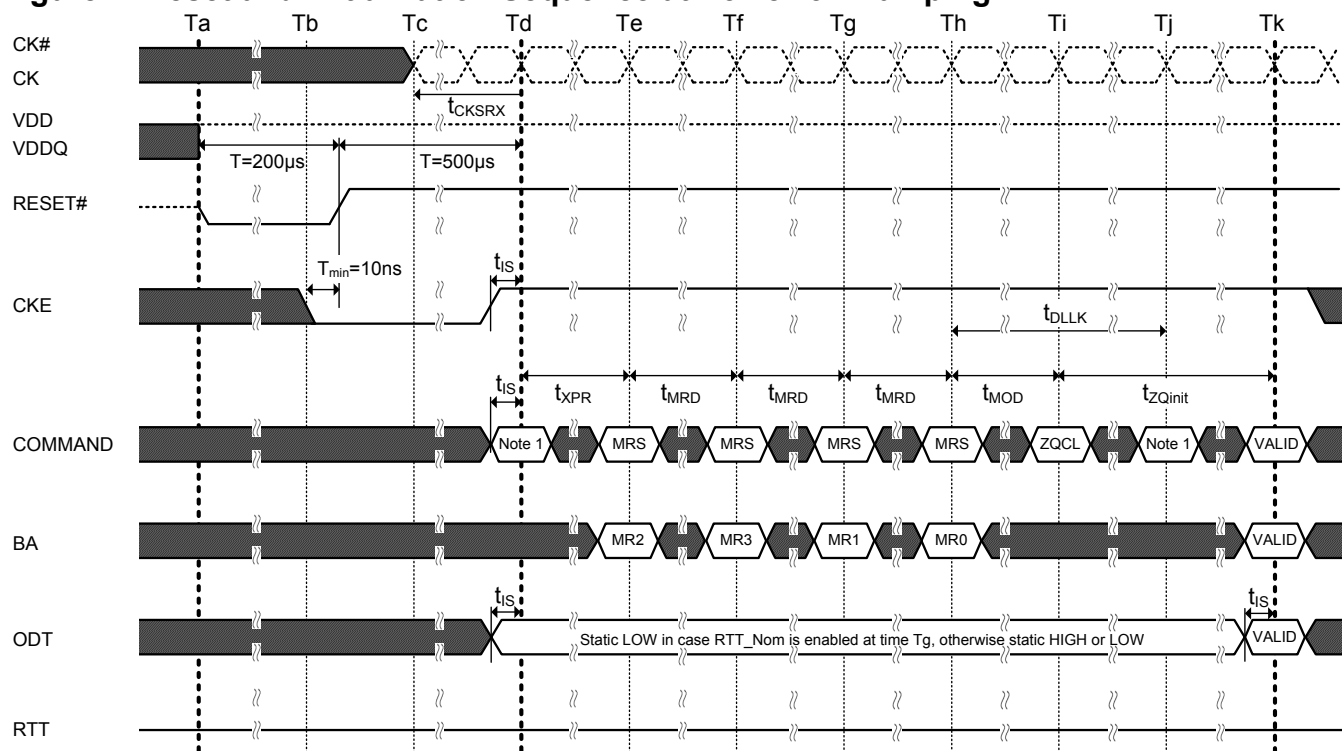 Ta Tb Tc Td Te Tf Tg Th Ti Tj Tk
CK#
CK
tCKSRX
VDD
VDDQ
T=200µs T=500µs
RESET#
Tmin=10ns tIS
CKE
tDLLK
tIS tXPR tMRD tMRD tMRD tMOD tZQinit
COMMAND Note 1 MRS MRS MRS MRS ZQCL Note 1 VALID
BA MR2 MR3 MR1 MR0 VALID
tIS tIS
ODT Static LOW in case RTT_Nom is enabled at time Tg, otherwise static HIGH or LOW VALID
RTT